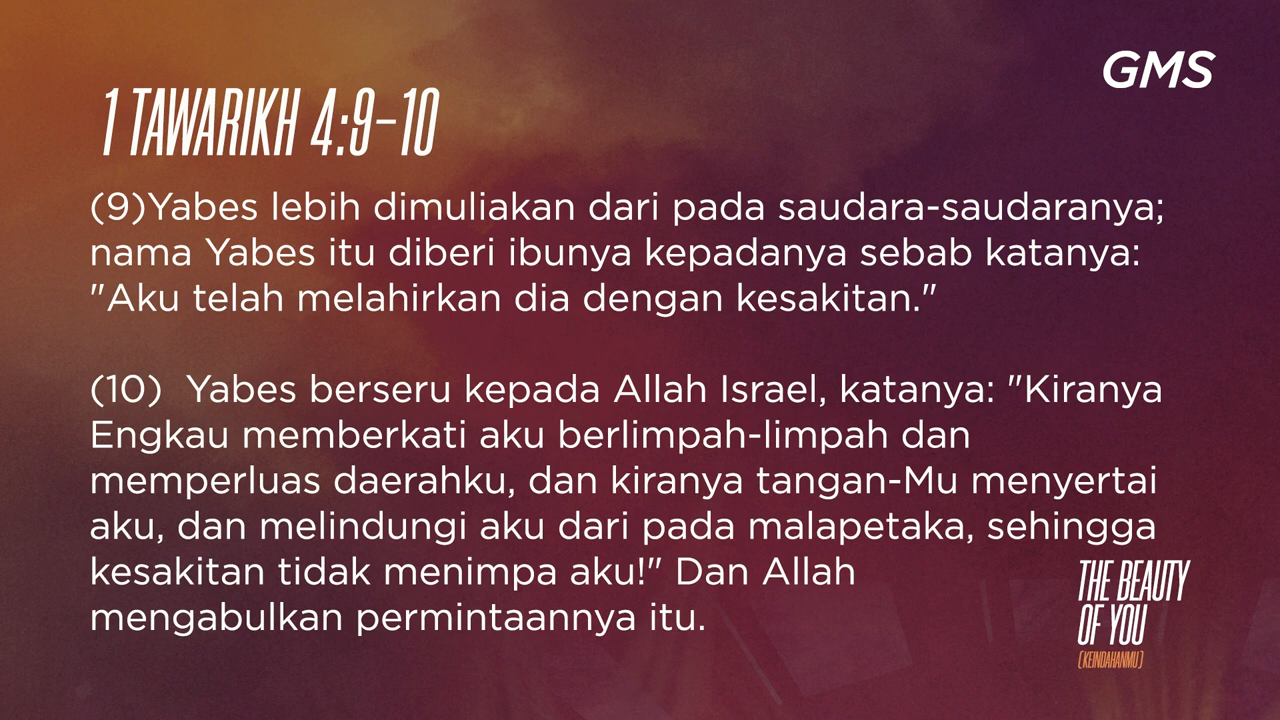 GMS
1 TAWARIKH 4:9-10
(9)Yabes lebih dimuliakan dari pada saudara-saudaranya;
nama Yabes itu diberi ibunya kepadanya sebab katanya:
"Aku telah melahirkan dia dengan kesakitan."
(10)  Yabes berseru kepada Allah Israel, katanya: "Kiranya
Engkau memberkati aku berlimpah-limpah dan
memperluas daerahku, dan kiranya tangan-Mu menyertai
aku, dan melindungi aku dari pada malapetaka, sehingga
kesakitan tidak menimpa aku!" Dan Allah
mengabulkan permintaannya itu.
THE BEAUTY
OF YOU
(KEINDAHANMU)